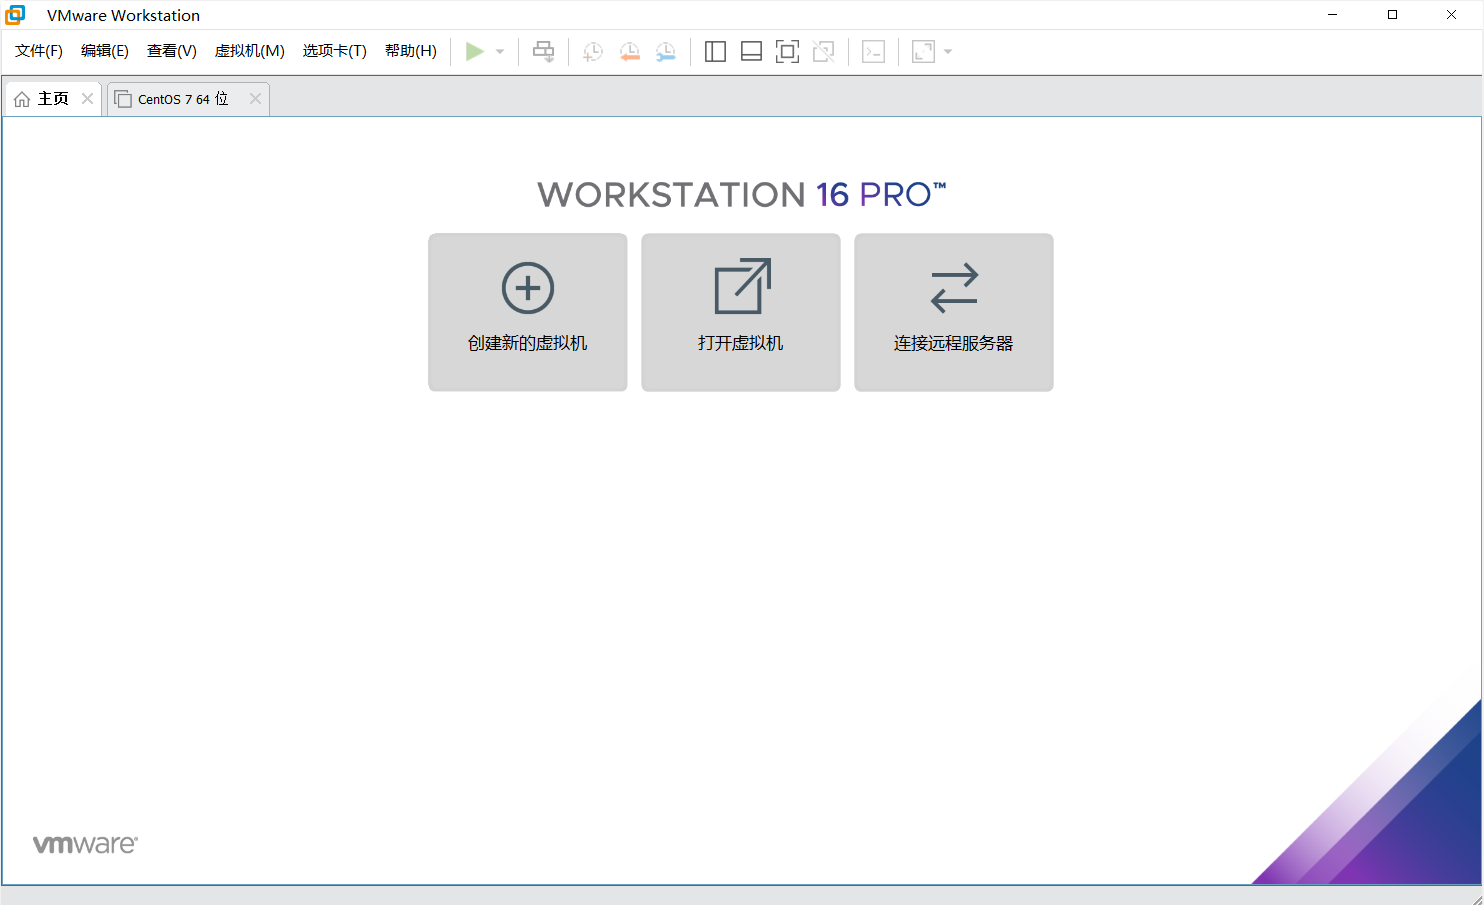 VMware Workstation
文件(F) 编辑(E) 查看(V) 虚拟机(M) 选项卡(T) 帮助(H)
主页 CentOS 7 64 位
WORKSTATION 16 PRO™
创建新的虚拟机 打开虚拟机 连接远程服务器
vmware®